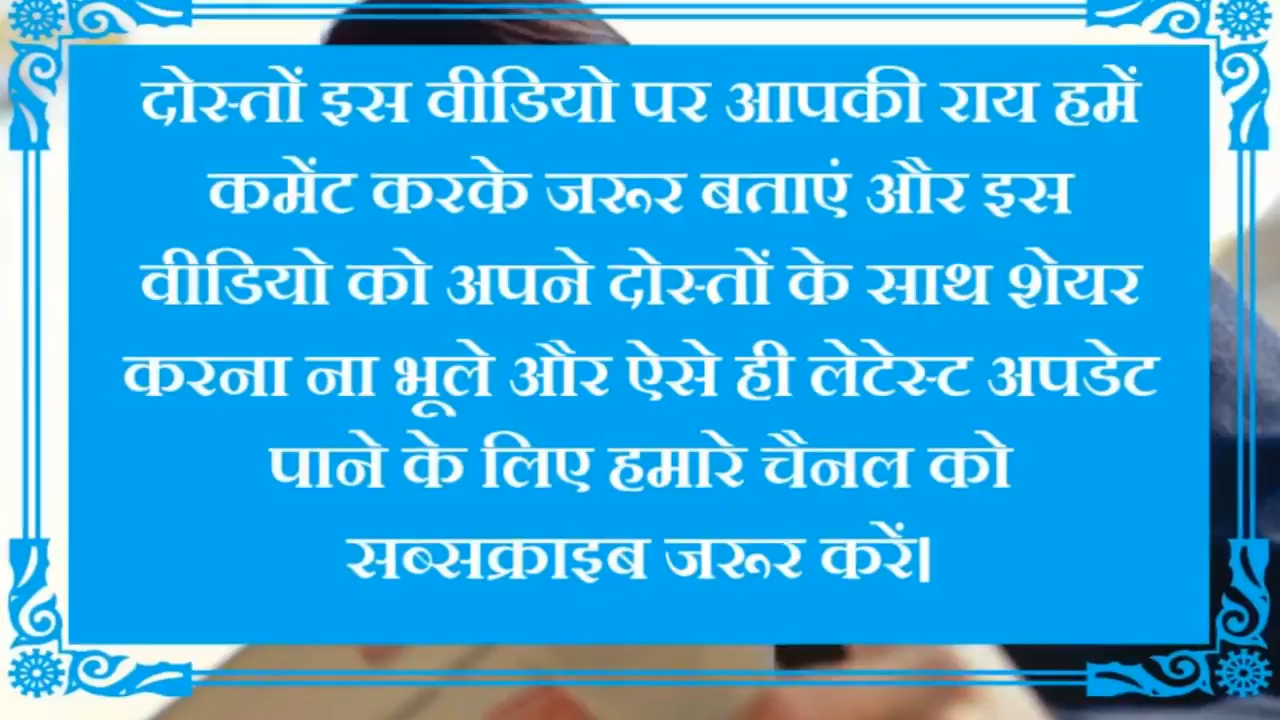 दोस्तों इस वीडियो पर आपकी राय हमें
कमेंट करके जरूर बताएं और इस
वीडियो को अपने दोस्तों के साथ शेयर
करना ना भूले और ऐसे ही लेटेस्ट अपडेट
पाने के लिए हमारे चैनल को
सब्सक्राइब जरूर करें।